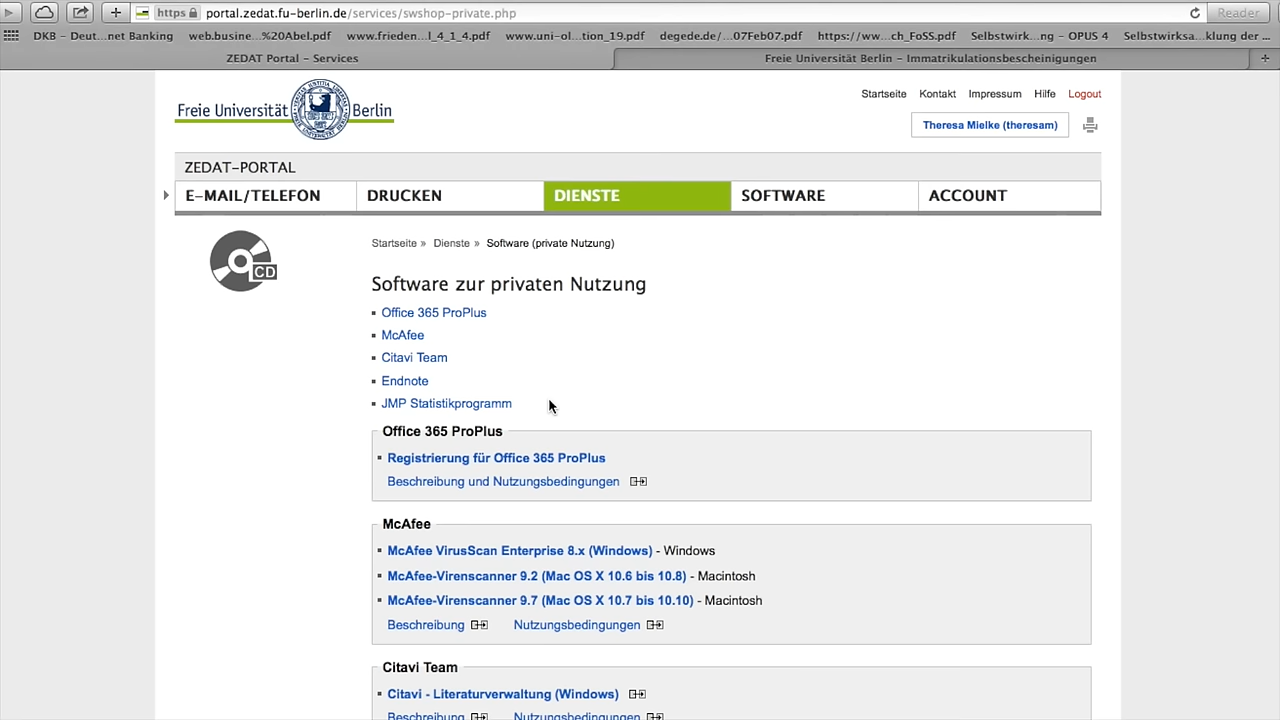 https portal.zedat.fu-berlin.de/services/swshop-private.php Reader
DKB - Deut...net Banking web.busine...%20Abel.pdf www.frieden...l_4_1_4.pdf www.uni-ol...tion_19.pdf degede.de/...07Feb07.pdf https://ww...ch_FoSS.pdf Selbstwirk...ng - OPUS 4 Selbstwirksa...klung der ...
ZEDAT Portal - Services Freie Universität Berlin - Immatrikulationsbescheinigungen
Freie Universität Berlin
Startseite Kontakt Impressum Hilfe Logout
Theresa Mielke (theresam)
ZEDAT-PORTAL
E-MAIL/TELEFON DRUCKEN DIENSTE SOFTWARE ACCOUNT
CD
Startseite » Dienste » Software (private Nutzung)
Software zur privaten Nutzung
Office 365 ProPlus
McAfee
Citavi Team
Endnote
JMP Statistikprogramm
Office 365 ProPlus
Registrierung für Office 365 ProPlus
Beschreibung und Nutzungsbedingungen
McAfee
McAfee VirusScan Enterprise 8.x (Windows) - Windows
McAfee-Virenscanner 9.2 (Mac OS X 10.6 bis 10.8) - Macintosh
McAfee-Virenscanner 9.7 (Mac OS X 10.7 bis 10.10) - Macintosh
Beschreibung Nutzungsbedingungen
Citavi Team
Citavi - Literaturverwaltung (Windows)
Beschreibung Nutzungsbedingungen